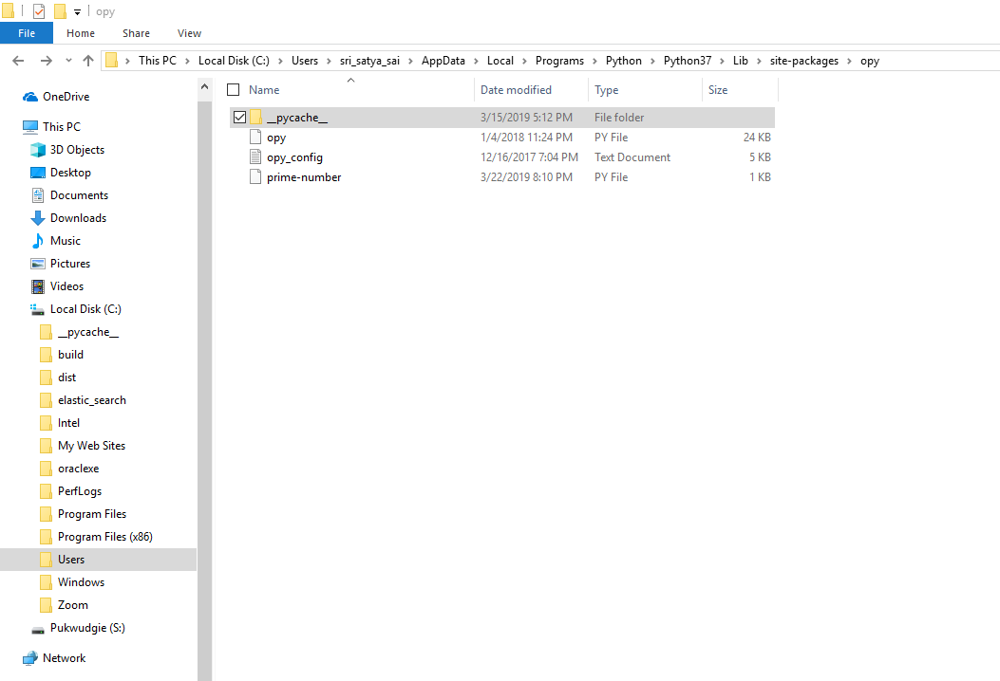 opy
File Home Share View
This PC Local Disk (C:) Users sri_satya_sai AppData Local Programs Python Python37 Lib site-packages opy
OneDrive
This PC
3D Objects
Desktop
Documents
Downloads
Music
Pictures
Videos
Local Disk (C:)
__pycache__
build
dist
elastic_search
Intel
My Web Sites
oraclexe
PerfLogs
Program Files
Program Files (x86)
Users
Windows
Zoom
Pukwudgie (S:)
Network
Name Date modified Type Size
__pycache__ 3/15/2019 5:12 PM File folder
opy 1/4/2018 11:24 PM PY File 24 KB
opy_config 12/16/2017 7:04 PM Text Document 5 KB
prime-number 3/22/2019 8:10 PM PY File 1 KB